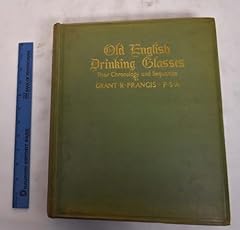 Old English
Drinking Glasses
Their Chronology and Sequence
GRANT·R·FRANCIS·F·S·A·